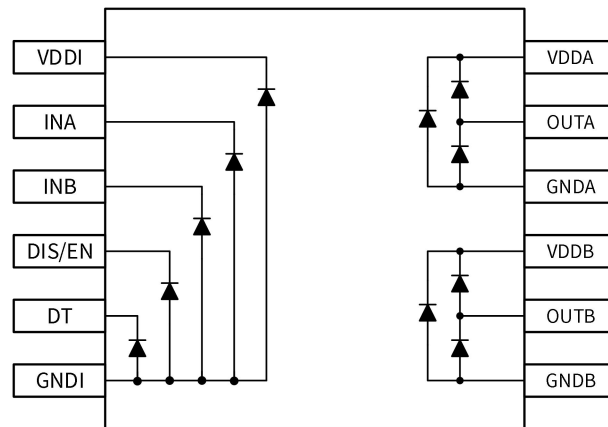 VDDI
INA
INB
DIS/EN
DT
GNDI
VDDA
OUTA
GNDA
VDDB
OUTB
GNDB